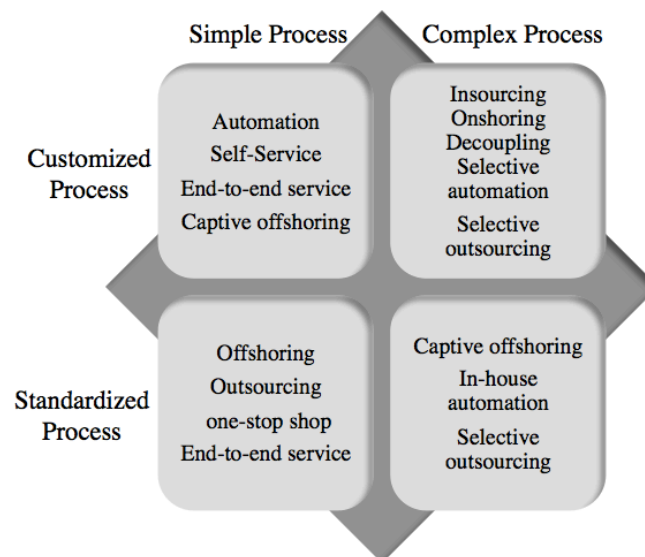 Simple Process
Complex Process
Customized
Process
Automation
Self-Service
End-to-end service
Captive offshoring
Insourcing
Onshoring
Decoupling
Selective
automation
Selective
outsourcing
Standardized
Process
Offshoring
Outsourcing
one-stop shop
End-to-end service
Captive offshoring
In-house
automation
Selective
outsourcing